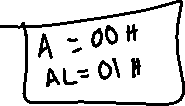 A = 00 H
AL = 01 H